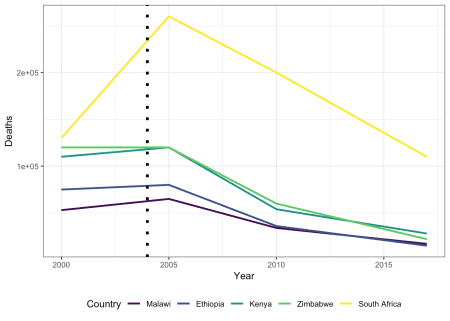 Deaths
2e+05
1e+05
2000 2005 2010 2015
Year
Country Malawi Ethiopia Kenya Zimbabwe South Africa